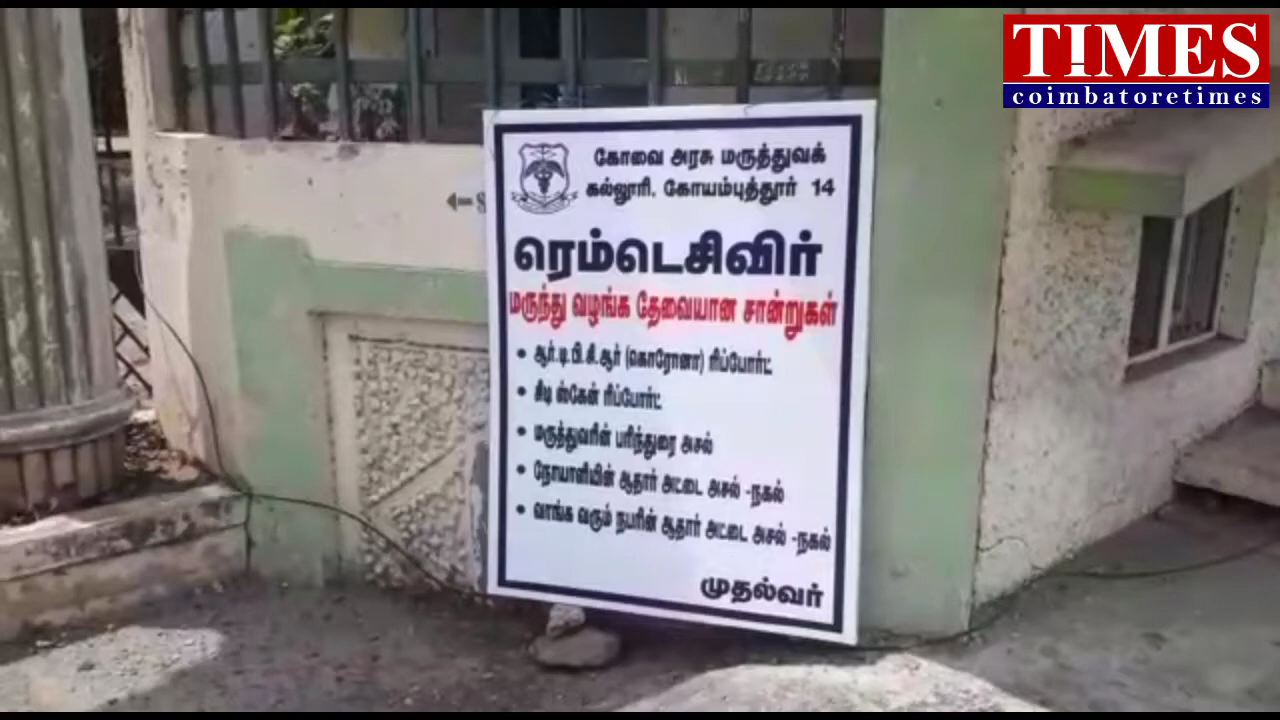 TIMES
coimbatoretimes
கோவை அரசு மருத்துவக்
கல்லூரி, கோயம்புத்தூர் 14
ரெம்டெசிவிர்
மருந்து வழங்க தேவையான சான்றுகள்
• ஆர்.டி.பி.சி.ஆர் (கொரோனா) ரிப்போர்ட்
• சிடி ஸ்கேன் ரிப்போர்ட்
• மருத்துவரின் பரிந்துரை அசல்
• நோயாளியின் ஆதார் அட்டை அசல் -நகல்
• வாங்க வரும் நபரின் ஆதார் அட்டை அசல் -நகல்
முதல்வர்